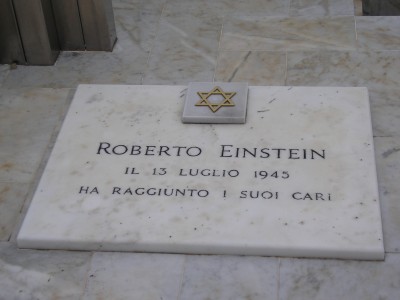 ROBERTO EINSTEIN
IL 13 LUGLIO 1945
HA RAGGIUNTO I SUOI CARI